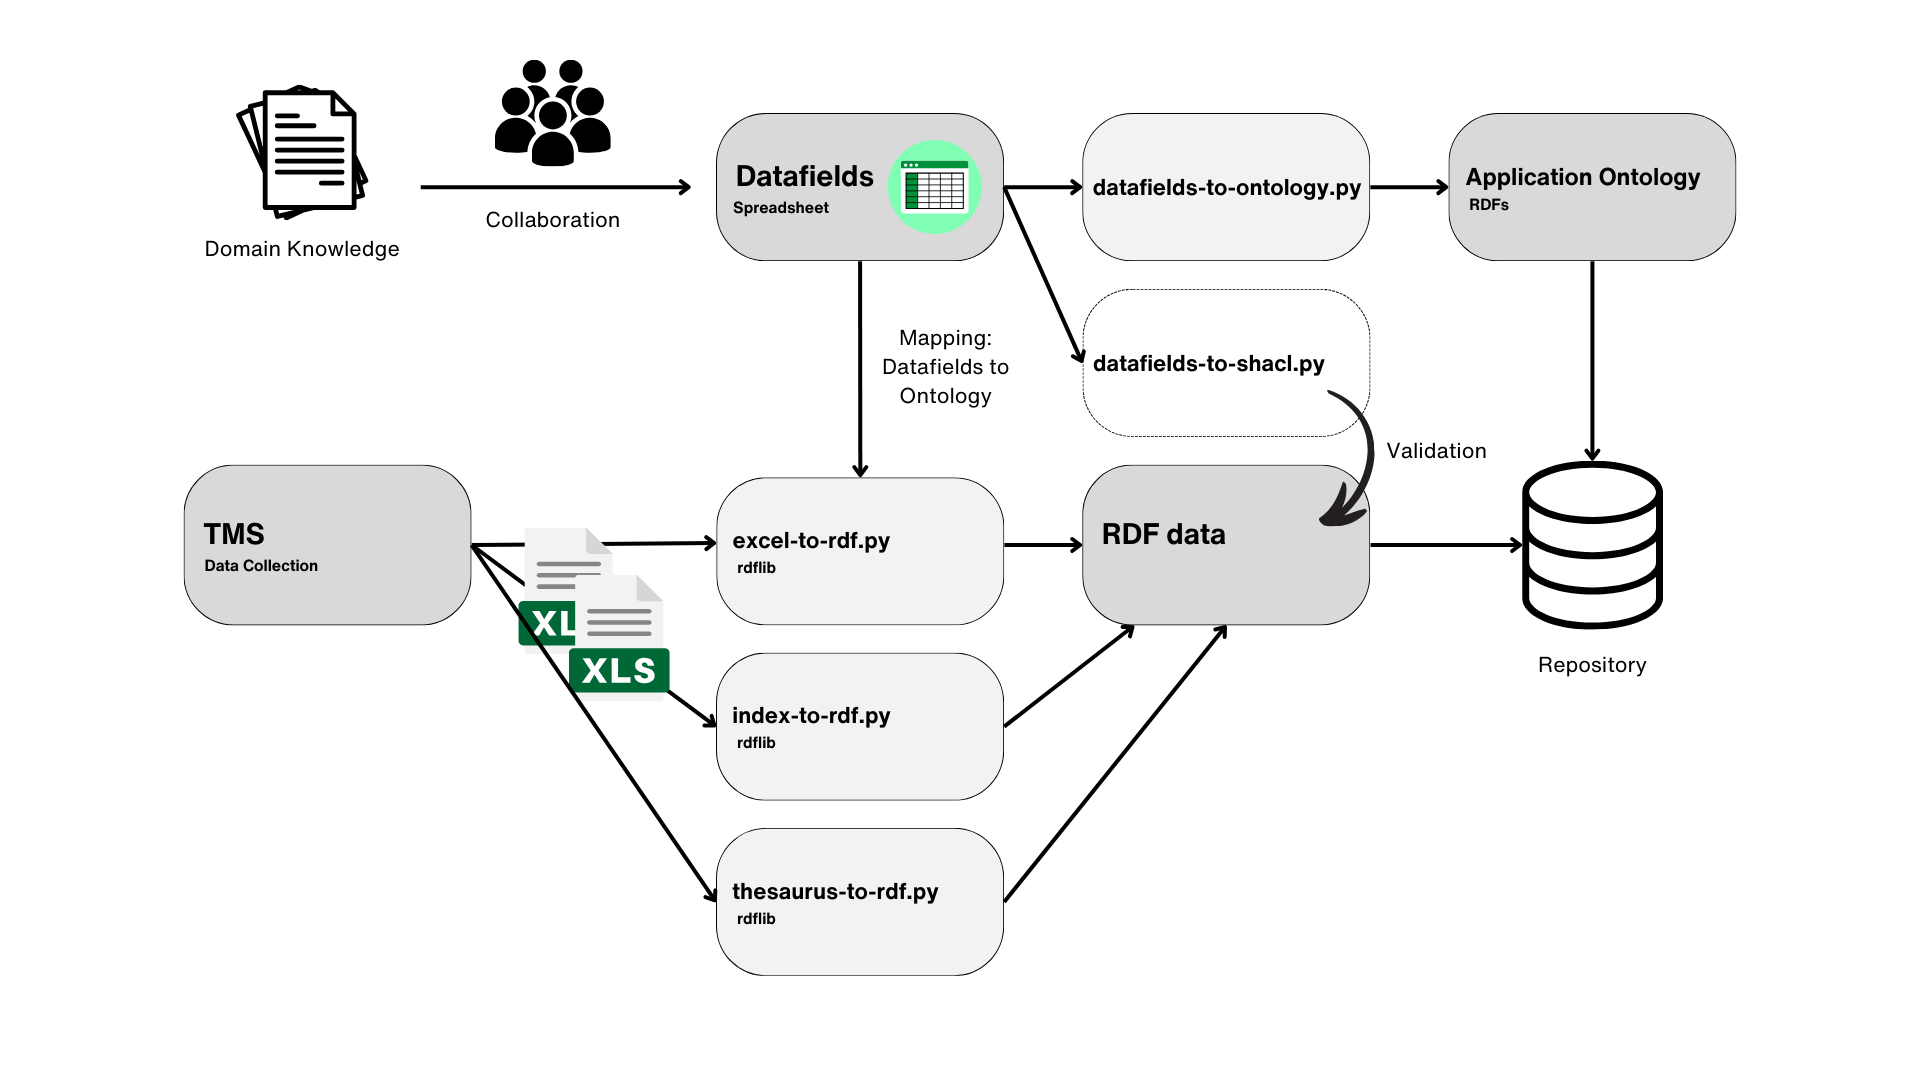 Domain Knowledge
Collaboration
Datafields
Spreadsheet
datafields-to-ontology.py
Application Ontology
RDFs
Mapping:
Datafields to
Ontology
datafields-to-shacl.py
Validation
TMS
Data Collection
XL
XLS
excel-to-rdf.py
rdflib
RDF data
Repository
index-to-rdf.py
rdflib
thesaurus-to-rdf.py
rdflib